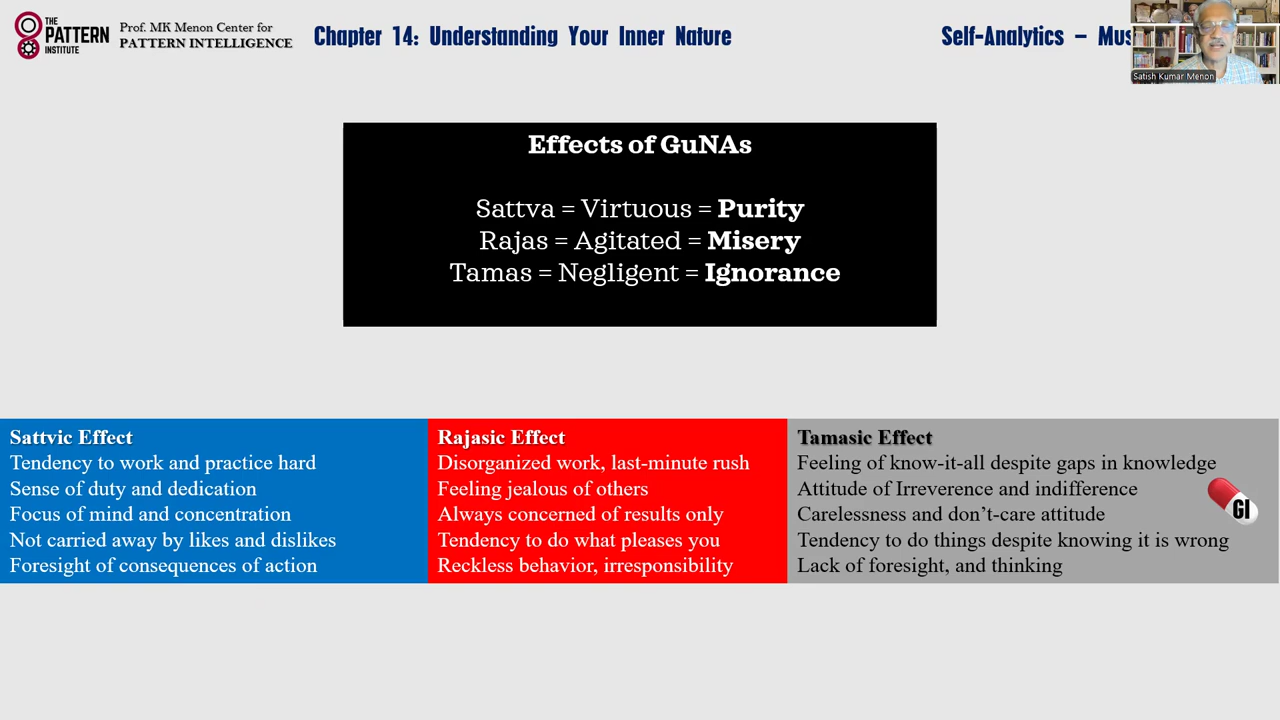 THE
PATTERN
INSTITUTE
Prof. MK Menon Center for
PATTERN INTELLIGENCE
Chapter 14: Understanding Your Inner Nature
Self-Analytics – Mus
Satish Kumar Menon
Effects of GuNAs
Sattva = Virtuous = Purity
Rajas = Agitated = Misery
Tamas = Negligent = Ignorance
Sattvic Effect
Tendency to work and practice hard
Sense of duty and dedication
Focus of mind and concentration
Not carried away by likes and dislikes
Foresight of consequences of action
Rajasic Effect
Disorganized work, last-minute rush
Feeling jealous of others
Always concerned of results only
Tendency to do what pleases you
Reckless behavior, irresponsibility
Tamasic Effect
Feeling of know-it-all despite gaps in knowledge
Attitude of Irreverence and indifference
Carelessness and don’t-care attitude
Tendency to do things despite knowing it is wrong
Lack of foresight, and thinking
GI